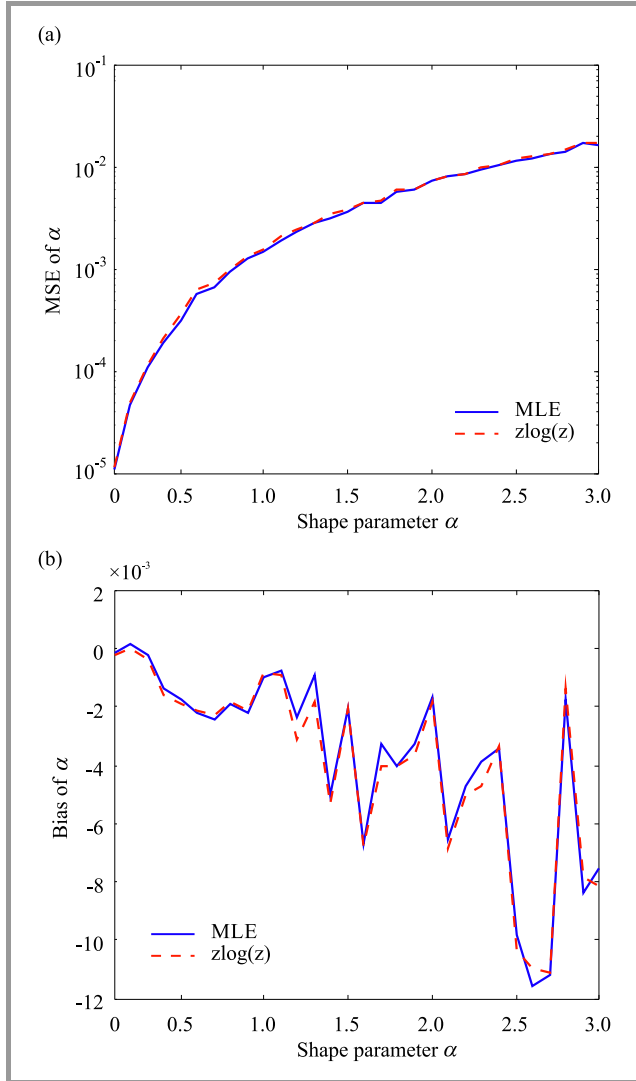 (a)
10⁻¹
10⁻²
10⁻³
10⁻⁴
10⁻⁵
MSE of α
MLE
zlog(z)
0 0.5 1.0 1.5 2.0 2.5 3.0
Shape parameter α
(b)
×10⁻³
2
0
-2
-4
-6
-8
-10
-12
Bias of α
MLE
zlog(z)
0 0.5 1.0 1.5 2.0 2.5 3.0
Shape parameter α